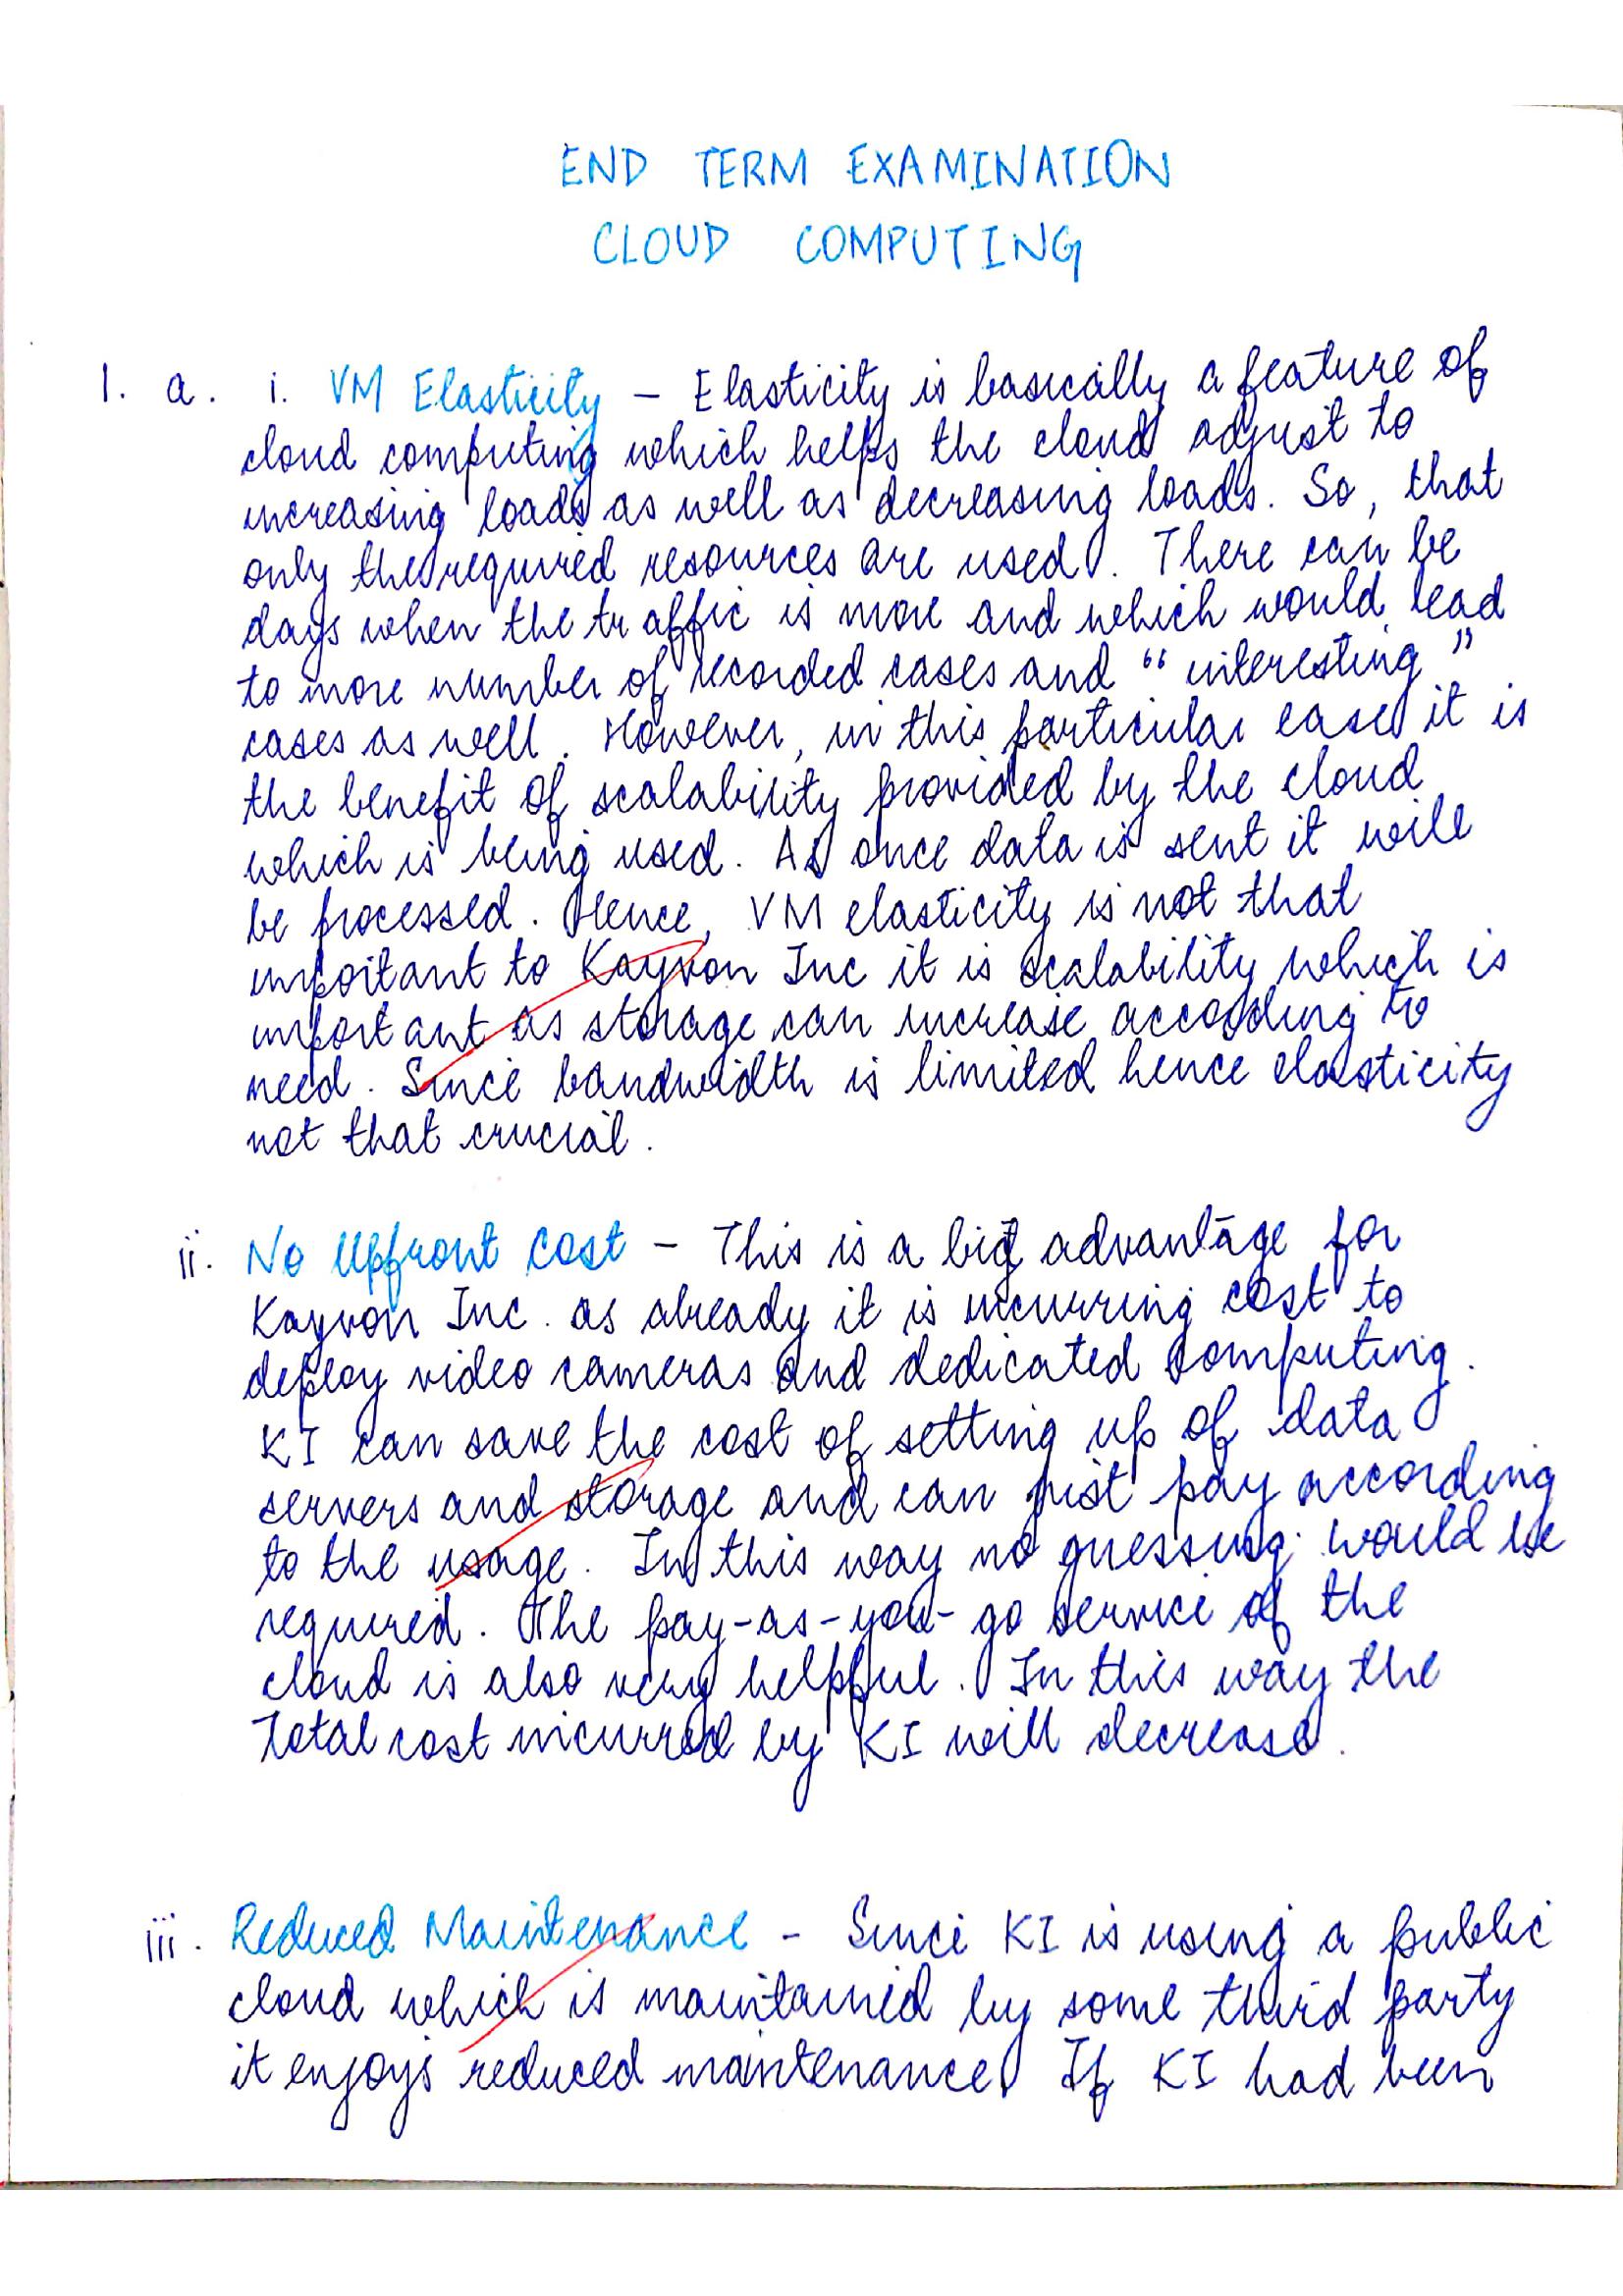 END TERM EXAMINATION
CLOUD COMPUTING
1. a. i. VM Elasticity - Elasticity is basically a feature of
cloud computing which helps the cloud adjust to
increasing loads as well as decreasing loads. So, that
only the required resources are used. There can be
days when the traffic is more and which would lead
to more number of recorded cases and "interesting"
cases as well. However, in this particular case it is
the benefit of scalability provided by the cloud
which is being used. As once data is sent it will
be processed. Hence, VM elasticity is not that
important to Kayvon Inc it is scalability which is
important as storage can increase according to
need. Since bandwidth is limited hence elasticity
not that crucial.
ii. No Upfront Cost - This is a big advantage for
Kayvon Inc. as already it is incurring cost to
deploy video cameras and dedicated computing.
KI can save the cost of setting up of data
servers and storage and can just pay according
to the usage. In this way no guessing would be
required. The pay-as-you-go service of the
cloud is also very helpful. In this way the
total cost incurred by KI will decrease.
iii. Reduced Maintenance - Since KI is using a public
cloud which is maintained by some third party
it enjoys reduced maintenance. If KI had been